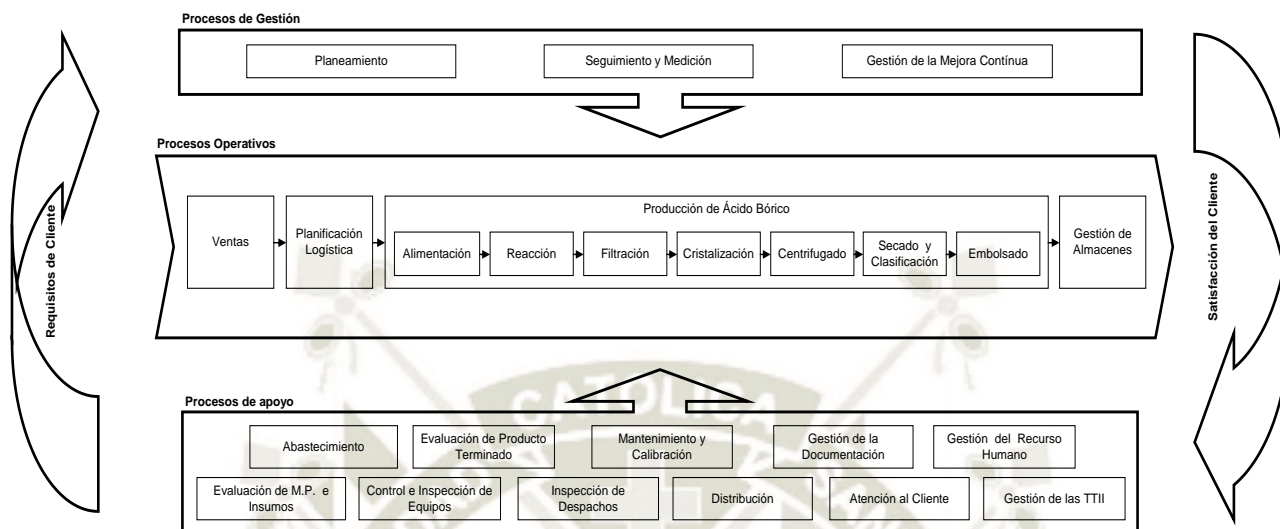 Procesos de Gestión
Planeamiento
Seguimiento y Medición
Gestión de la Mejora Contínua
Procesos Operativos
Requisitos de Cliente
Ventas
Planificación
Logística
Producción de Ácido Bórico
Alimentación
Reacción
Filtración
Cristalización
Centrifugado
Secado y
Clasificación
Embolsado
Gestión de
Almacenes
Satisfacción del Cliente
Procesos de apoyo
Abastecimiento
Evaluación de Producto
Terminado
Mantenimiento y
Calibración
Gestión de la
Documentación
Gestión del Recurso
Humano
Evaluación de M.P. e
Insumos
Control e Inspección de
Equipos
Inspección de
Despachos
Distribución
Atención al Cliente
Gestión de las TTII
CATOLICA